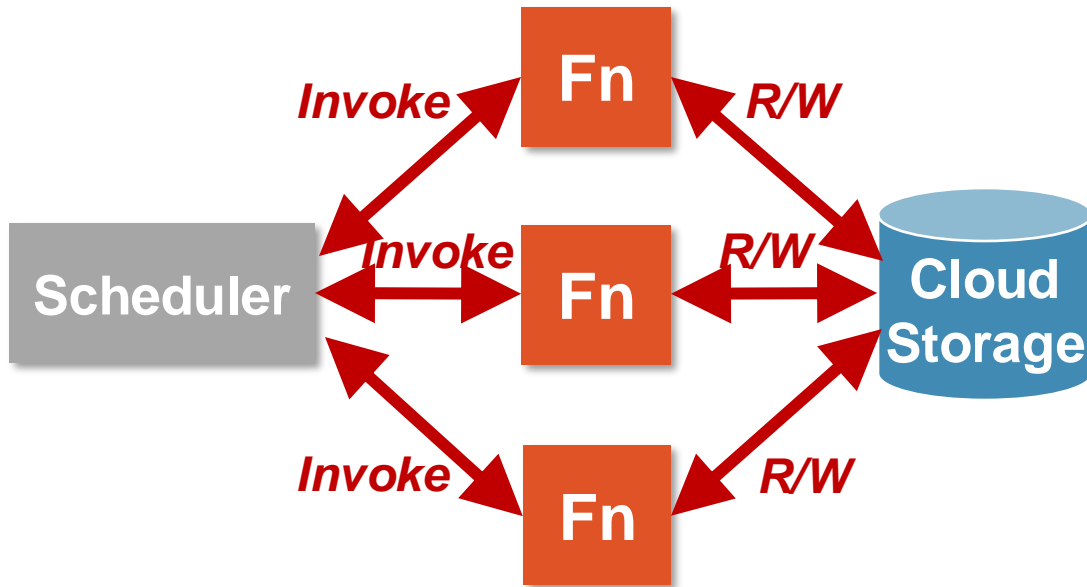 Fn
Invoke
R/W
Invoke
R/W
Scheduler
Fn
Cloud
Storage
Invoke
R/W
Fn